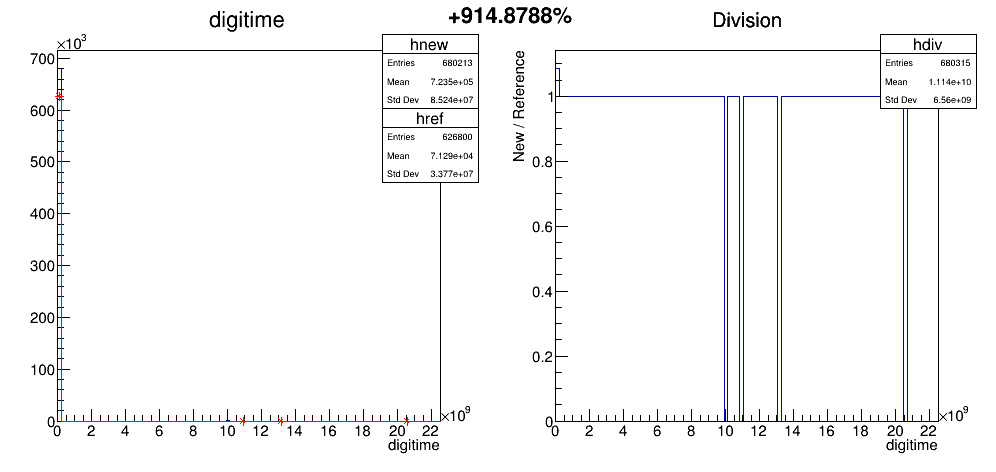 +914.8788%
digitime
×10³
hnew
Entries 680213
Mean 7.235e+05
Std Dev 8.524e+07
href
Entries 626800
Mean 7.129e+04
Std Dev 3.377e+07
700
600
500
400
300
200
100
0
0 2 4 6 8 10 12 14 16 18 20 22
×10⁹
digitime
Division
hdiv
Entries 680315
Mean 1.114e+10
Std Dev 6.56e+09
New / Reference
1
0.8
0.6
0.4
0.2
0
0 2 4 6 8 10 12 14 16 18 20 22
×10⁹
digitime